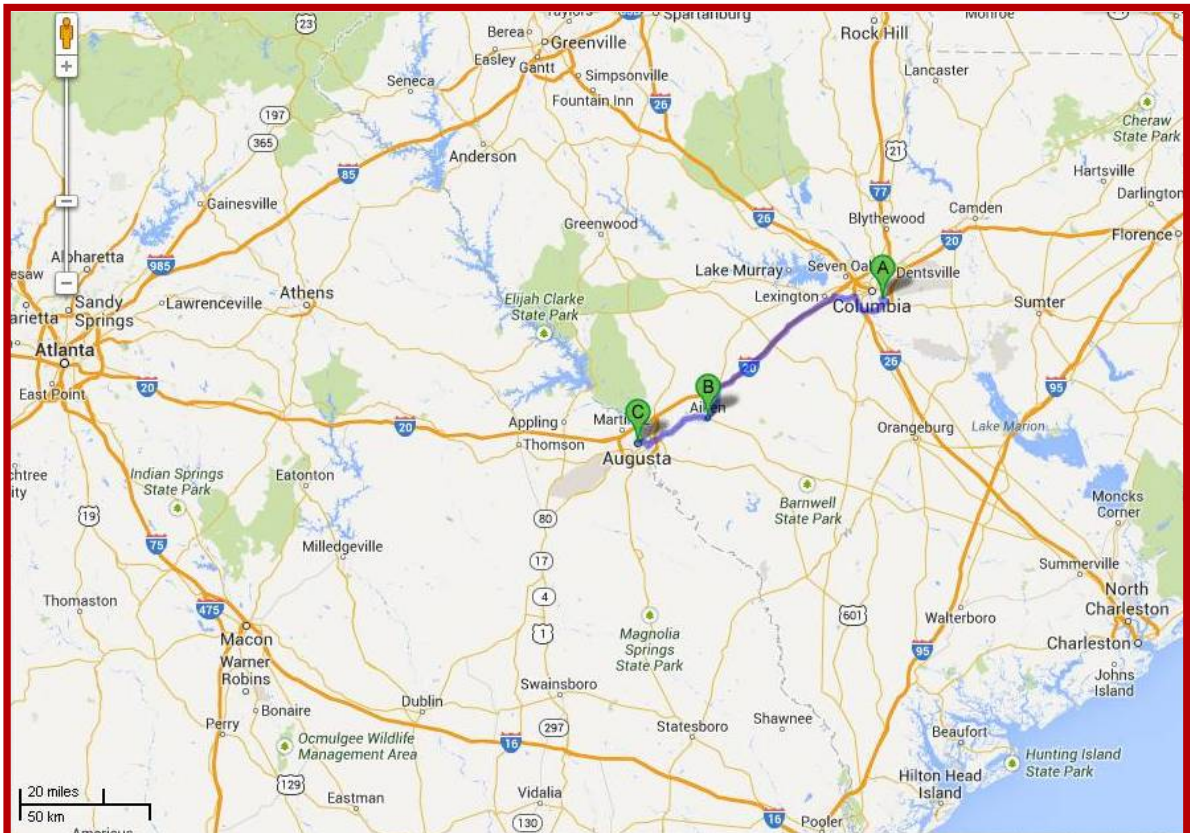 23
Taylors
Spartanburg
Monroe
Berea
Greenville
Easley
Gantt
Rock Hill
Simpsonville
Lancaster
Seneca
Fountain Inn
26
197
365
Cheraw
State Park
21
Anderson
Hartsville
85
77
Darlington
Gainesville
Camden
Greenwood
26
Blythewood
20
Florence
Alpharetta
985
Lake Murray
A
Dentsville
Lexington
Columbia
Sandy
Springs
Lawrenceville
Athens
Elijah Clarke
State Park
Sumter
Atlanta
20
26
95
East Point
20
B
C
Appling
Thomson
Augusta
Orangeburg
Lake Marion
Indian Springs
State Park
Eatonton
Barnwell
State Park
Moncks
Corner
19
80
75
Milledgeville
17
Summerville
Thomaston
475
4
North
Charleston
601
Walterboro
Macon
1
Magnolia
Springs
State Park
95
Charleston
Warner
Robins
Johns
Island
Dublin
Swainsboro
Perry
Bonaire
297
Statesboro
Shawnee
Beaufort
16
Ocmulgee Wildlife
Management Area
Hunting Island
State Park
129
Hilton Head
Island
20 miles
50 km
Eastman
Vidalia
130
16
Pooler